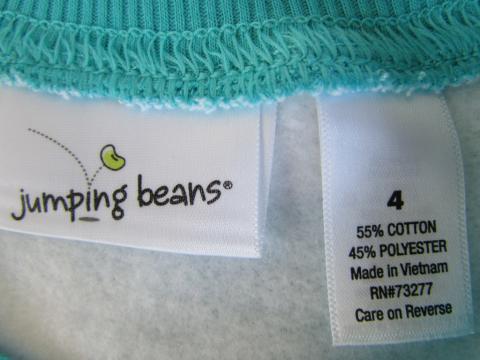 jumping beans®
4
55% COTTON
45% POLYESTER
Made in Vietnam
RN#73277
Care on Reverse